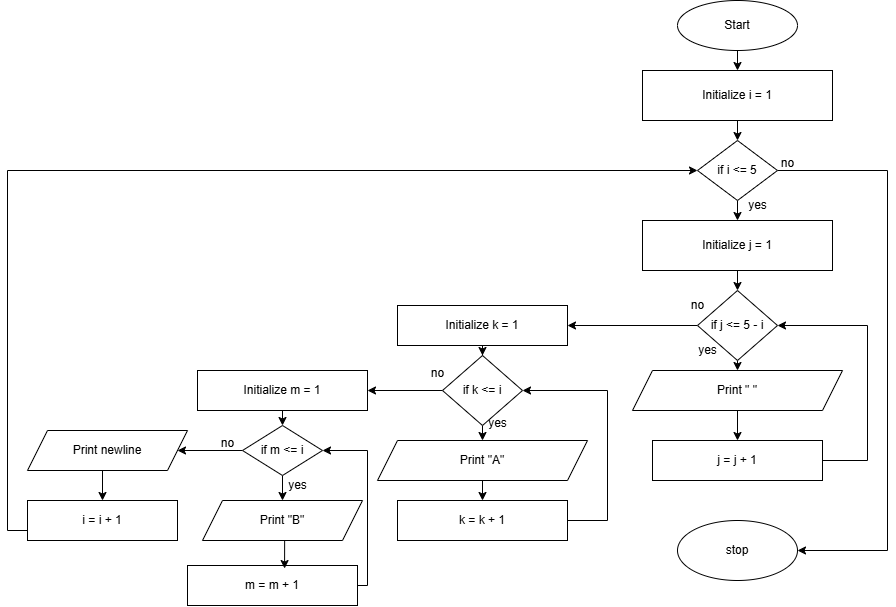 Start
Initialize i = 1
if i <= 5
no
yes
Initialize j = 1
no
if j <= 5 - i
yes
Print " "
j = j + 1
Initialize k = 1
no
if k <= i
yes
Print "A"
k = k + 1
Initialize m = 1
no
if m <= i
yes
Print "B"
m = m + 1
Print newline
i = i + 1
stop